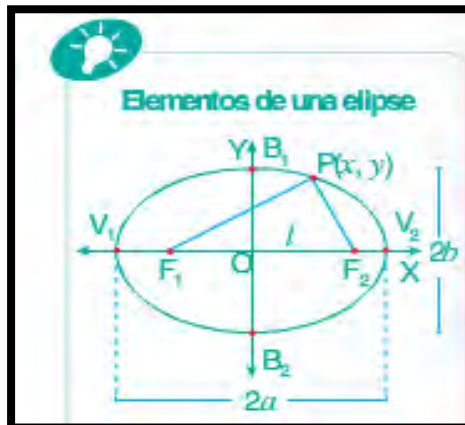 Elementos de una elipse
Y B₁
P(x, y)
V₁
V₂
l
2b
F₁
O
F₂
X
B₂
2a